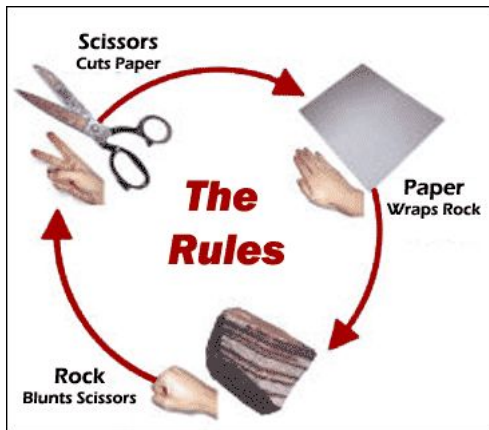 Scissors
Cuts Paper
Paper
Wraps Rock
The
Rules
Rock
Blunts Scissors